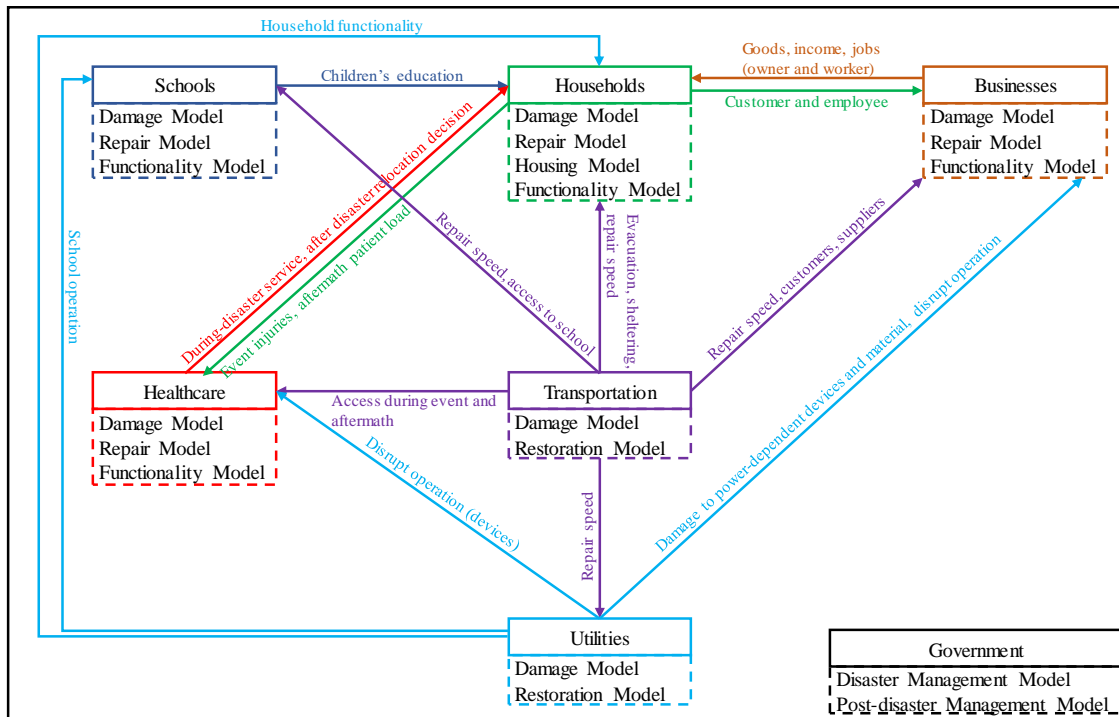 Household functionality
Goods, income, jobs
(owner and worker)
Schools
Children's education
Households
Businesses
Customer and employee
Damage Model
Repair Model
Functionality Model
Damage Model
Repair Model
Housing Model
Functionality Model
Damage Model
Repair Model
Functionality Model
School operation
During-disaster service, after disaster relocation decision
Event injuries, aftermath patient load
Repair speed, access to school
Evacuation, sheltering,
repair speed
Repair speed, customers, suppliers
Damage to power-dependent devices and material, disrupt operation
Healthcare
Access during event and
aftermath
Transportation
Damage Model
Repair Model
Functionality Model
Damage Model
Restoration Model
Disrupt operation (devices)
Repair speed
Utilities
Damage Model
Restoration Model
Government
Disaster Management Model
Post-disaster Management Model